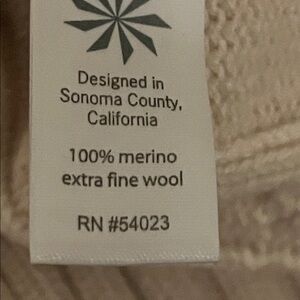 Designed in
Sonoma County,
California
100% merino
extra fine wool
RN #54023